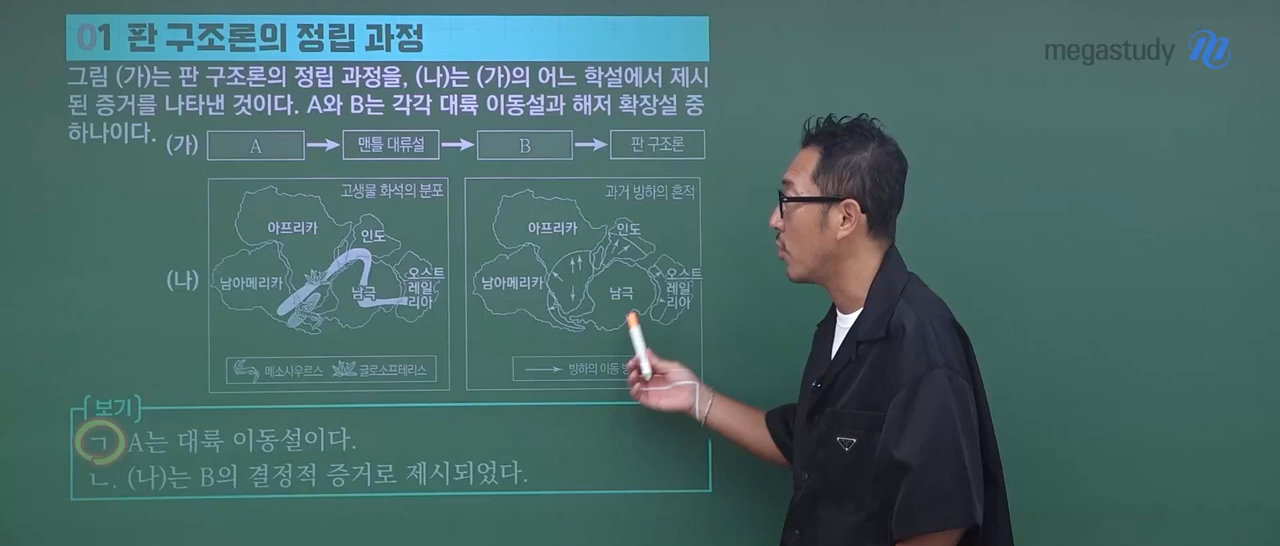 01 판 구조론의 정립 과정
megastudy
그림 (가)는 판 구조론의 정립 과정을, (나)는 (가)의 어느 학설에서 제시
된 증거를 나타낸 것이다. A와 B는 각각 대륙 이동설과 해저 확장설 중
하나이다.
(가) A 맨틀 대류설 B 판 구조론
(나)
고생물 화석의 분포
아프리카
인도
남아메리카
남극
오스트
레일
리아
메소사우르스 글로소프테리스
과거 빙하의 흔적
아프리카
인도
남아메리카
남극
오스트
레일
리아
빙하의 이동
보기
ㄱ A는 대륙 이동설이다.
ㄴ. (나)는 B의 결정적 증거로 제시되었다.